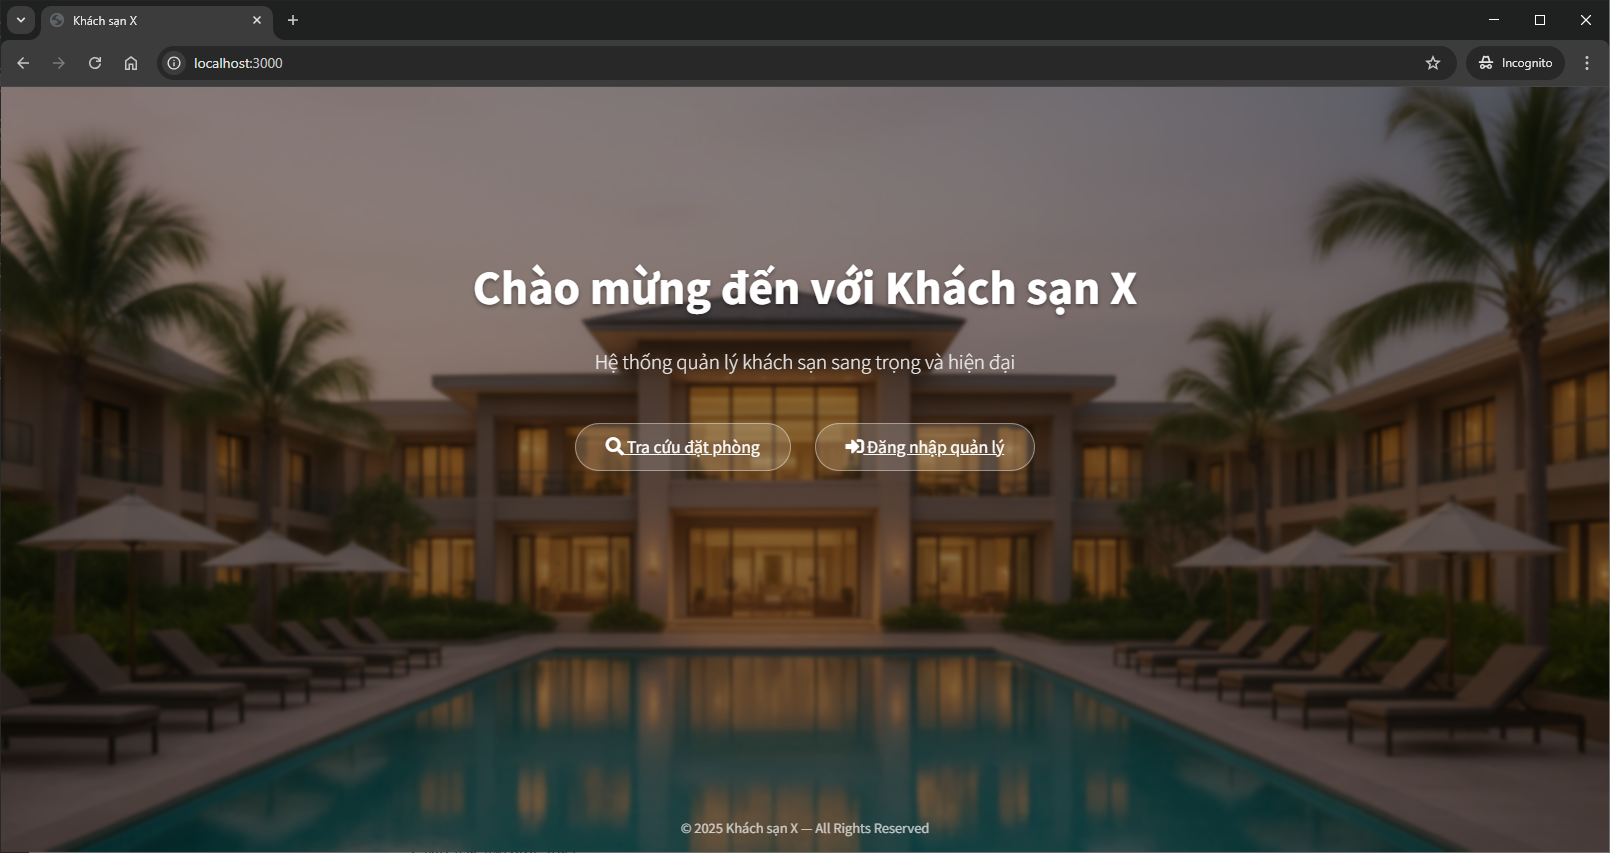 Khách sạn X
localhost:3000
Incognito
Chào mừng đến với Khách sạn X
Hệ thống quản lý khách sạn sang trọng và hiện đại
Tra cứu đặt phòng
Đăng nhập quản lý
© 2025 Khách sạn X — All Rights Reserved